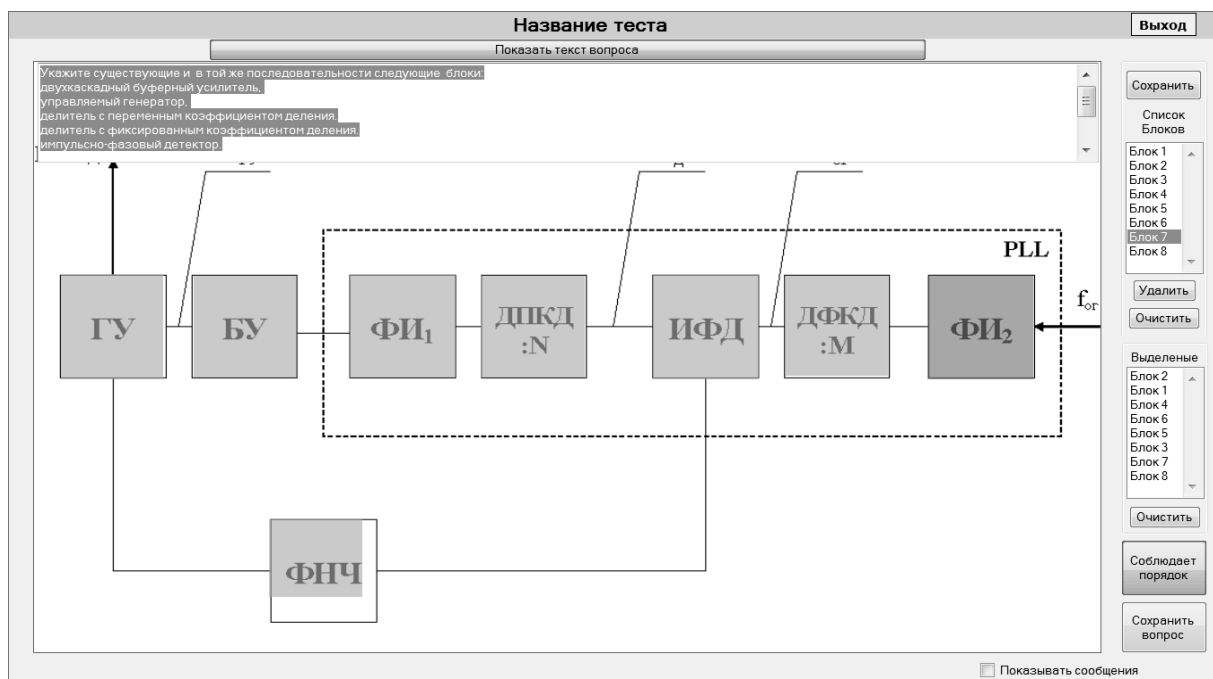 Название теста
Выход
Показать текст вопроса
Укажите существующие и в той же последовательности следующие блоки:
двухкаскадный буферный усилитель,
управляемый генератор,
делитель с переменным коэффициентом деления,
делитель с фиксированным коэффициентом деления,
импульсно-фазовый детектор,
Сохранить
Список
Блоков
Блок 1
Блок 2
Блок 3
Блок 4
Блок 5
Блок 6
Блок 7
Блок 8
Удалить
Очистить
PLL
fог
ГУ
БУ
ФИ1
ДПКД
:N
ИФД
ДФКД
:M
ФИ2
ФНЧ
Выделеные
Блок 2
Блок 1
Блок 4
Блок 6
Блок 5
Блок 3
Блок 7
Блок 8
Очистить
Соблюдает
порядок
Сохранить
вопрос
Показывать сообщения